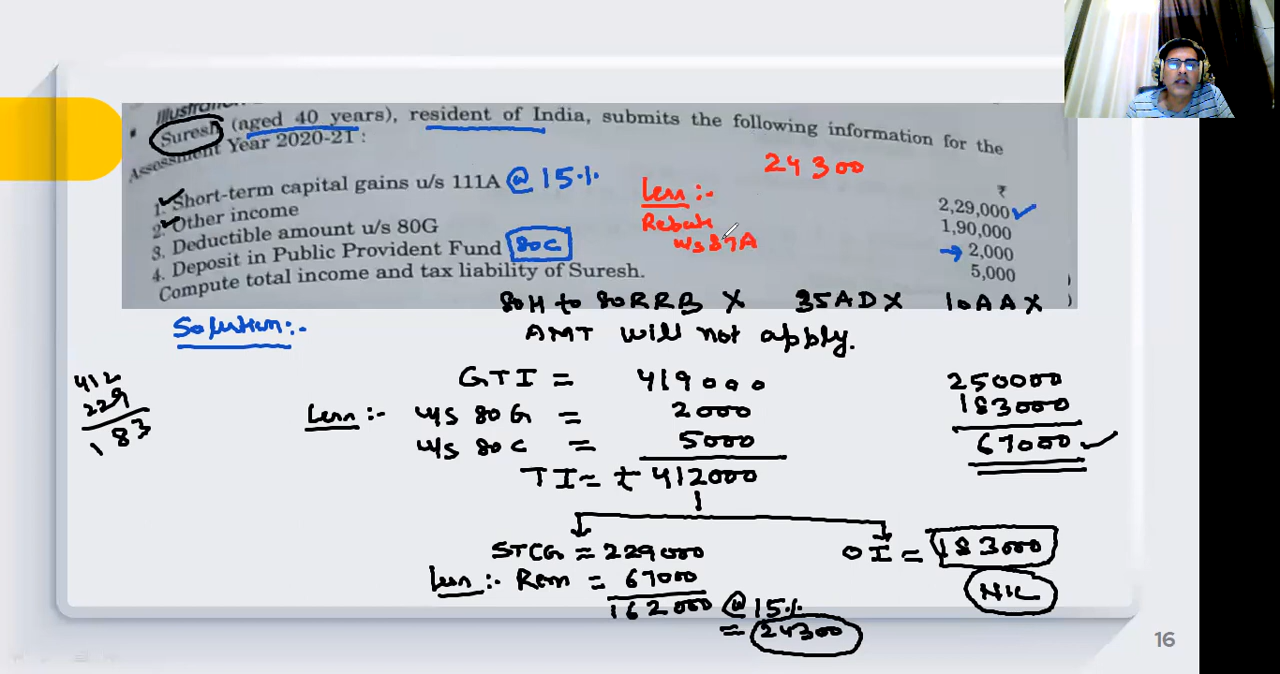 Illustration
Suresh (aged 40 years), resident of India, submits the following information for the
Assessment Year 2020-21 :
₹
1. Short-term capital gains u/s 111A @ 15.1. 2,29,000
2. Other income 1,90,000
3. Deductible amount u/s 80G 2,000
4. Deposit in Public Provident Fund 80C 5,000
Compute total income and tax liability of Suresh.
24300
Less :-
Rebate
u/s 87A
80H to 80RRB X 35AD X 10AA X
AMT will not apply.
Solution:-
412
229
183
GTI = 419000
Less :- u/s 80G = 2000
u/s 80C = 5000
TI = ₹ 412000
250000
183000
67000
STCG = 229000
OI = 183000
NIL
Less :- Rem = 67000
162000 @ 15%
= 24300
16